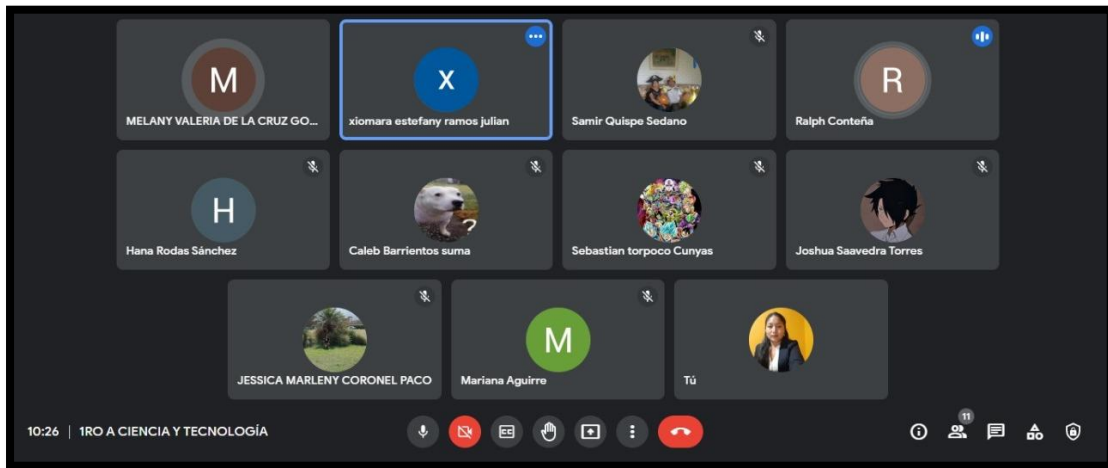 M
MELANY VALERIA DE LA CRUZ GO...
X
xiomara estefany ramos julian
Samir Quispe Sedano
R
Ralph Conteña
H
Hana Rodas Sánchez
?
Caleb Barrientos suma
Sebastian torpoco Cunyas
Joshua Saavedra Torres
JESSICA MARLENY CORONEL PACO
M
Mariana Aguirre
Tú
10:26 | 1RO A CIENCIA Y TECNOLOGÍA
CC
11